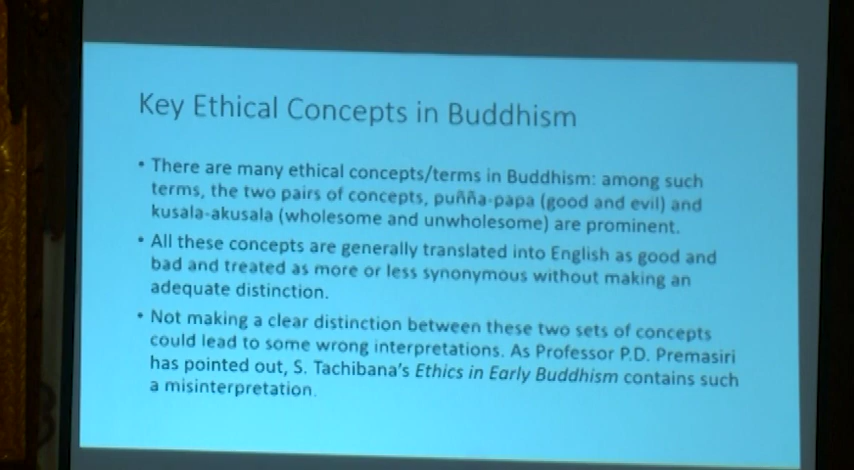 Key Ethical Concepts in Buddhism
• There are many ethical concepts/terms in Buddhism: among such
terms, the two pairs of concepts, puñña-papa (good and evil) and
kusala-akusala (wholesome and unwholesome) are prominent.
• All these concepts are generally translated into English as good and
bad and treated as more or less synonymous without making an
adequate distinction.
• Not making a clear distinction between these two sets of concepts
could lead to some wrong interpretations. As Professor P.D. Premasiri
has pointed out, S. Tachibana's Ethics in Early Buddhism contains such
a misinterpretation.